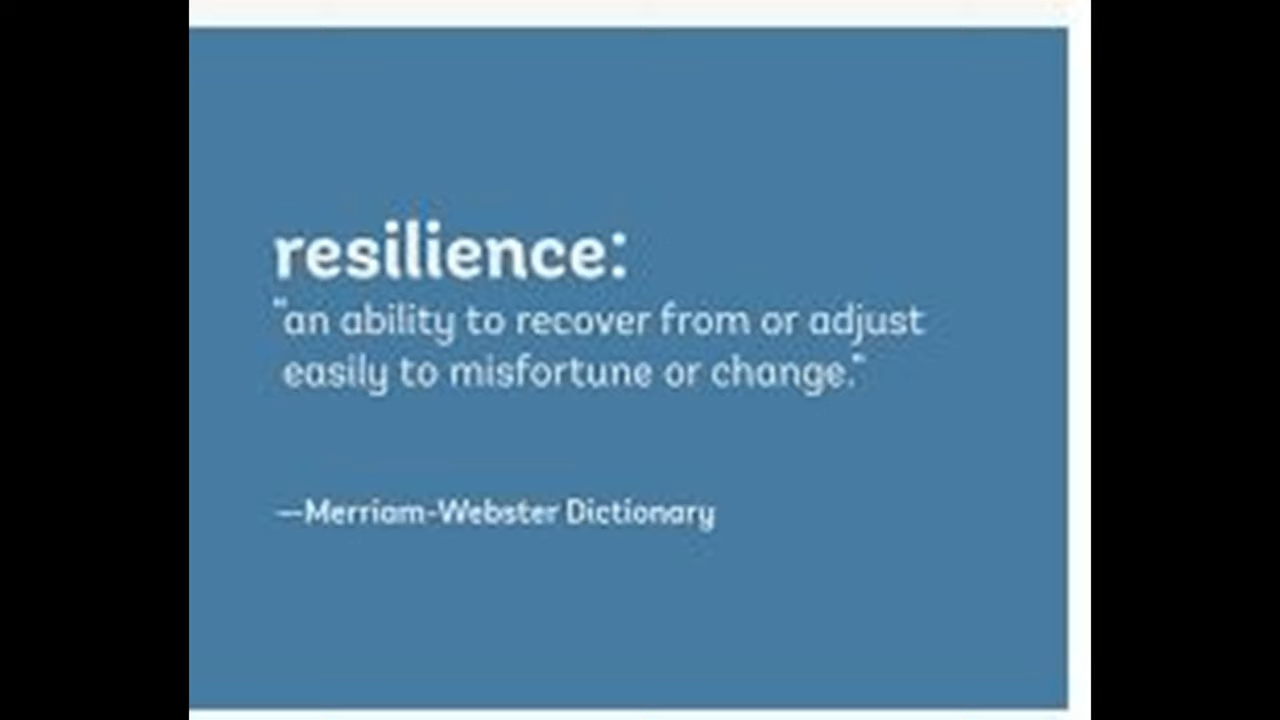 resilience:
"an ability to recover from or adjust
easily to misfortune or change."
—Merriam-Webster Dictionary